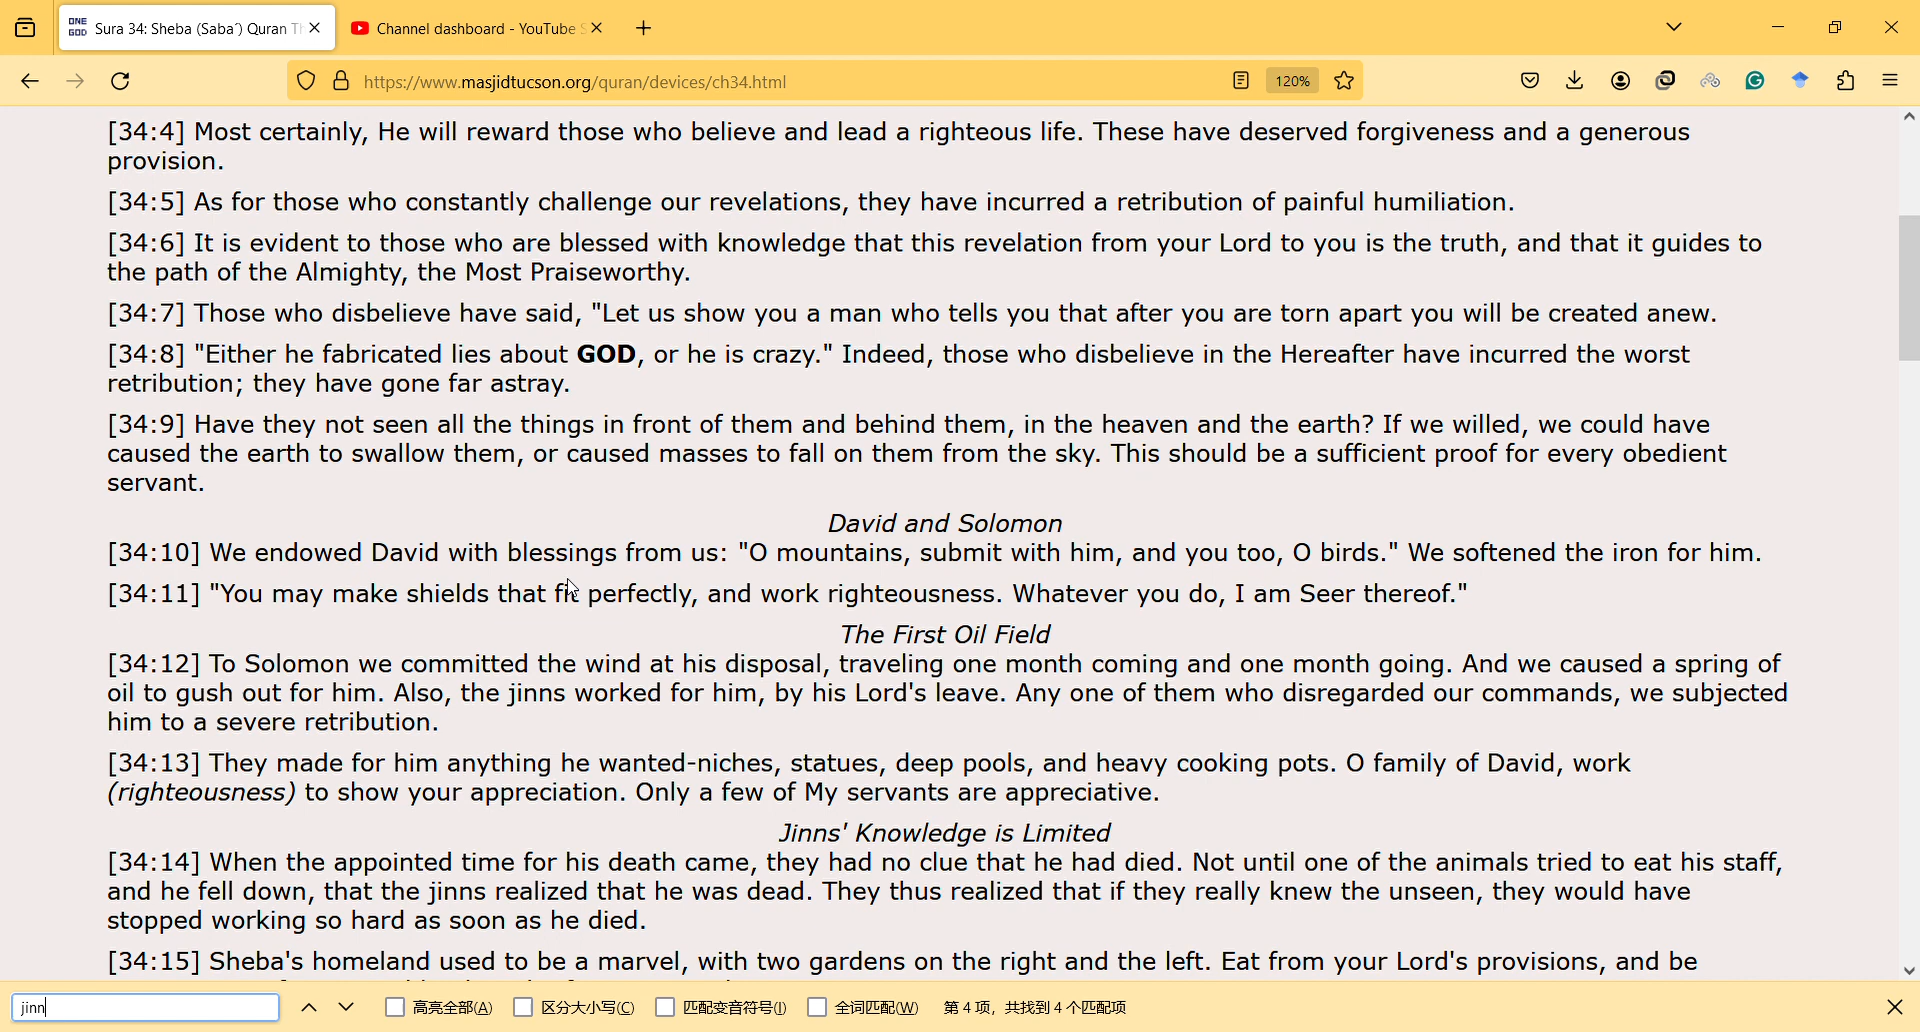 ONE
GOD
Sura 34: Sheba (Saba´) Quran Th
Channel dashboard - YouTube S
https://www.masjidtucson.org/quran/devices/ch34.html
120%
[34:4] Most certainly, He will reward those who believe and lead a righteous life. These have deserved forgiveness and a generous
provision.
[34:5] As for those who constantly challenge our revelations, they have incurred a retribution of painful humiliation.
[34:6] It is evident to those who are blessed with knowledge that this revelation from your Lord to you is the truth, and that it guides to
the path of the Almighty, the Most Praiseworthy.
[34:7] Those who disbelieve have said, "Let us show you a man who tells you that after you are torn apart you will be created anew.
[34:8] "Either he fabricated lies about GOD, or he is crazy." Indeed, those who disbelieve in the Hereafter have incurred the worst
retribution; they have gone far astray.
[34:9] Have they not seen all the things in front of them and behind them, in the heaven and the earth? If we willed, we could have
caused the earth to swallow them, or caused masses to fall on them from the sky. This should be a sufficient proof for every obedient
servant.
David and Solomon
[34:10] We endowed David with blessings from us: "O mountains, submit with him, and you too, O birds." We softened the iron for him.
[34:11] "You may make shields that fit perfectly, and work righteousness. Whatever you do, I am Seer thereof."
The First Oil Field
[34:12] To Solomon we committed the wind at his disposal, traveling one month coming and one month going. And we caused a spring of
oil to gush out for him. Also, the jinns worked for him, by his Lord's leave. Any one of them who disregarded our commands, we subjected
him to a severe retribution.
[34:13] They made for him anything he wanted-niches, statues, deep pools, and heavy cooking pots. O family of David, work
(righteousness) to show your appreciation. Only a few of My servants are appreciative.
Jinns' Knowledge is Limited
[34:14] When the appointed time for his death came, they had no clue that he had died. Not until one of the animals tried to eat his staff,
and he fell down, that the jinns realized that he was dead. They thus realized that if they really knew the unseen, they would have
stopped working so hard as soon as he died.
[34:15] Sheba's homeland used to be a marvel, with two gardens on the right and the left. Eat from your Lord's provisions, and be
jinn 高亮全部(A) 区分大小写(C) 匹配变音符号(I) 全词匹配(W) 第 4 项，共找到 4 个匹配项